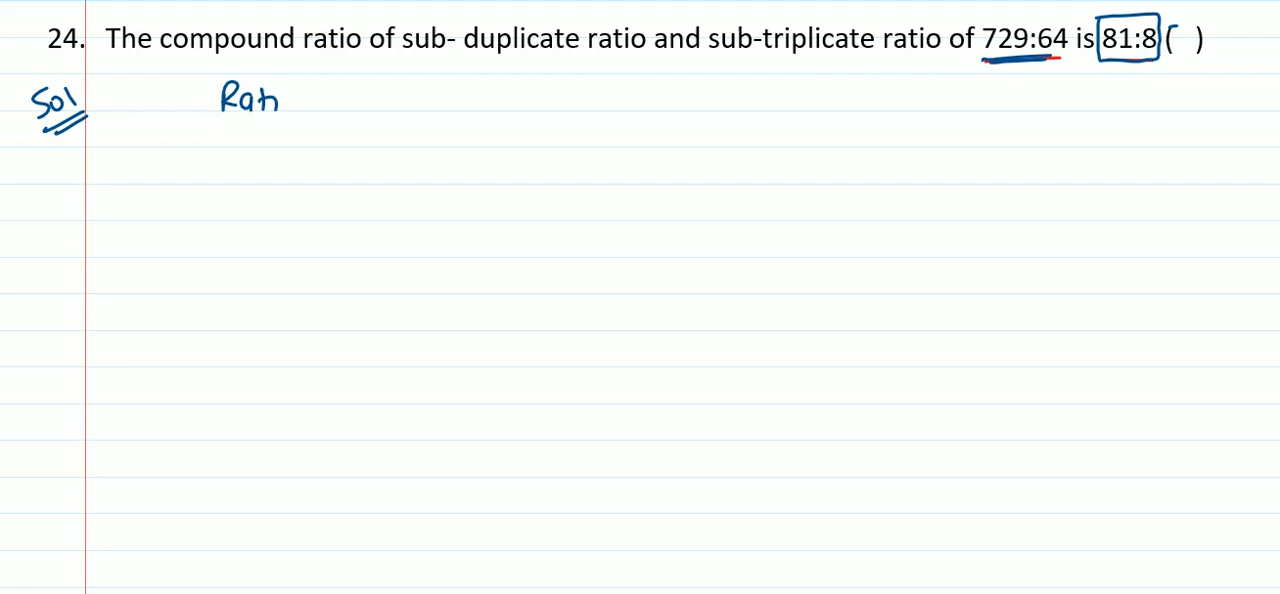 24. The compound ratio of sub- duplicate ratio and sub-triplicate ratio of 729:64 is 81:8 ( )
Sol Rati